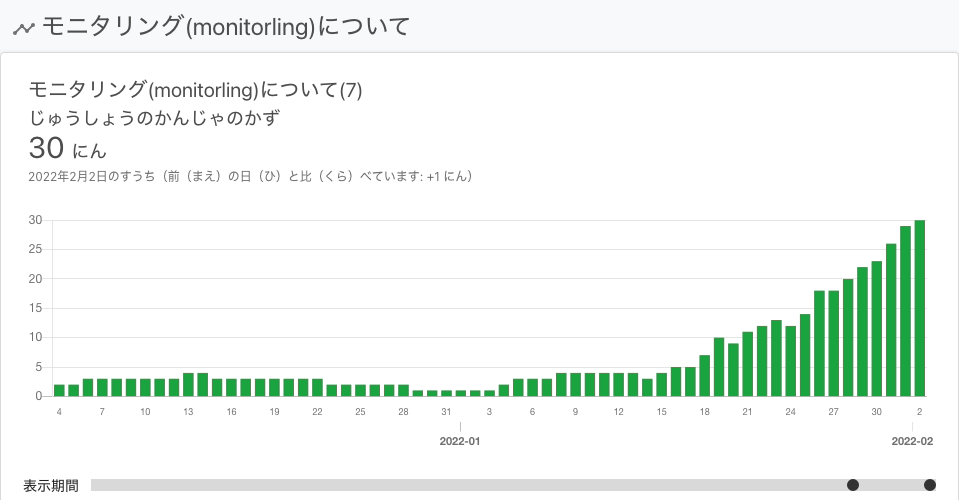 モニタリング(monitorling)について
モニタリング(monitorling)について(7)
じゅうしょうのかんじゃのかず
30 にん
2022年2月2日のすうち（前（まえ）の日（ひ）と比（くら）べています: +1 にん）
30
25
20
15
10
5
0
4 7 10 13 16 19 22 25 28 31 3 6 9 12 15 18 21 24 27 30 2
2022-01 2022-02
表示期間